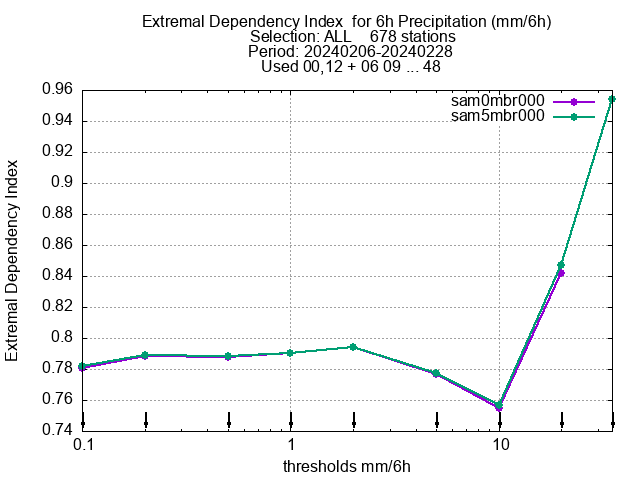 Extremal Dependency Index  for 6h Precipitation (mm/6h)
Selection: ALL    678 stations
Period: 20240206-20240228
Used 00,12 + 06 09 ... 48
sam0mbr000
sam5mbr000
0.96
0.94
0.92
0.9
0.88
0.86
0.84
0.82
0.8
0.78
0.76
0.74
Extremal Dependency Index
0.1
1
10
thresholds mm/6h